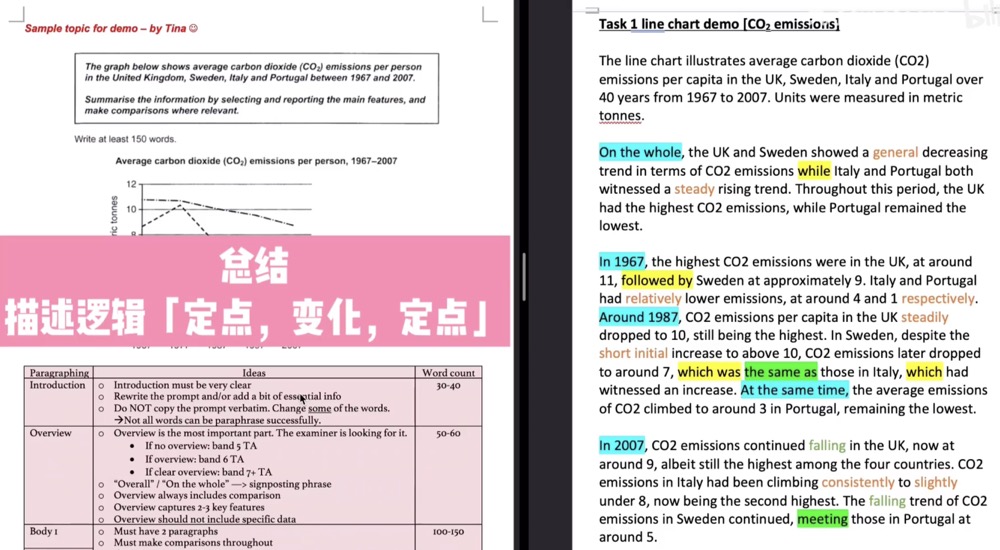 Sample topic for demo – by Tina ☺
The graph below shows average carbon dioxide (CO₂) emissions per person
in the United Kingdom, Sweden, Italy and Portugal between 1967 and 2007.
Summarise the information by selecting and reporting the main features, and
make comparisons where relevant.
Write at least 150 words.
Average carbon dioxide (CO₂) emissions per person, 1967–2007
12
10
8
ric tonnes
总结
描述逻辑「定点，变化，定点」
Paragraphing Ideas Word count
Introduction o Introduction must be very clear 30-40
o Rewrite the prompt and/or add a bit of essential info
o Do NOT copy the prompt verbatim. Change some of the words.
→Not all words can be paraphrase successfully.
Overview o Overview is the most important part. The examiner is looking for it. 50-60
• If no overview: band 5 TA
• If overview: band 6 TA
• If clear overview: band 7+ TA
o "Overall" / "On the whole" —> signposting phrase
o Overview always includes comparison
o Overview captures 2-3 key features
o Overview should not include specific data
Body 1 o Must have 2 paragraphs 100-150
o Must make comparisons throughout
Task 1 line chart demo [CO₂ emissions]
The line chart illustrates average carbon dioxide (CO2)
emissions per capita in the UK, Sweden, Italy and Portugal over
40 years from 1967 to 2007. Units were measured in metric
tonnes.
On the whole, the UK and Sweden showed a general decreasing
trend in terms of CO2 emissions while Italy and Portugal both
witnessed a steady rising trend. Throughout this period, the UK
had the highest CO2 emissions, while Portugal remained the
lowest.
In 1967, the highest CO2 emissions were in the UK, at around
11, followed by Sweden at approximately 9. Italy and Portugal
had relatively lower emissions, at around 4 and 1 respectively.
Around 1987, CO2 emissions per capita in the UK steadily
dropped to 10, still being the highest. In Sweden, despite the
short initial increase to above 10, CO2 emissions later dropped
to around 7, which was the same as those in Italy, which had
witnessed an increase. At the same time, the average emissions
of CO2 climbed to around 3 in Portugal, remaining the lowest.
In 2007, CO2 emissions continued falling in the UK, now at
around 9, albeit still the highest among the four countries. CO2
emissions in Italy had been climbing consistently to slightly
under 8, now being the second highest. The falling trend of CO2
emissions in Sweden continued, meeting those in Portugal at
around 5.